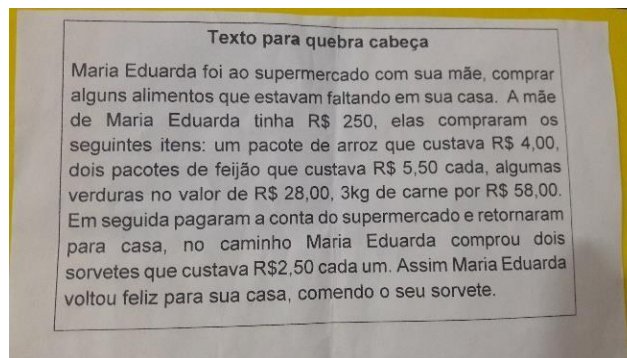 Texto para quebra cabeça
Maria Eduarda foi ao supermercado com sua mãe, comprar
alguns alimentos que estavam faltando em sua casa. A mãe
de Maria Eduarda tinha R$ 250, elas compraram os
seguintes itens: um pacote de arroz que custava R$ 4,00,
dois pacotes de feijão que custava R$ 5,50 cada, algumas
verduras no valor de R$ 28,00, 3kg de carne por R$ 58,00.
Em seguida pagaram a conta do supermercado e retornaram
para casa, no caminho Maria Eduarda comprou dois
sorvetes que custava R$2,50 cada um. Assim Maria Eduarda
voltou feliz para sua casa, comendo o seu sorvete.